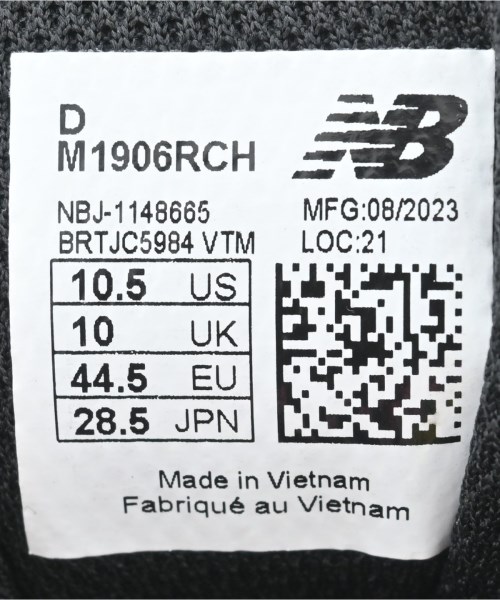 D
M1906RCH
NB
NBJ-1148665
MFG:08/2023
BRTJC5984 VTM
LOC:21
10.5 US
10 UK
44.5 EU
28.5 JPN
Made in Vietnam
Fabriqué au Vietnam